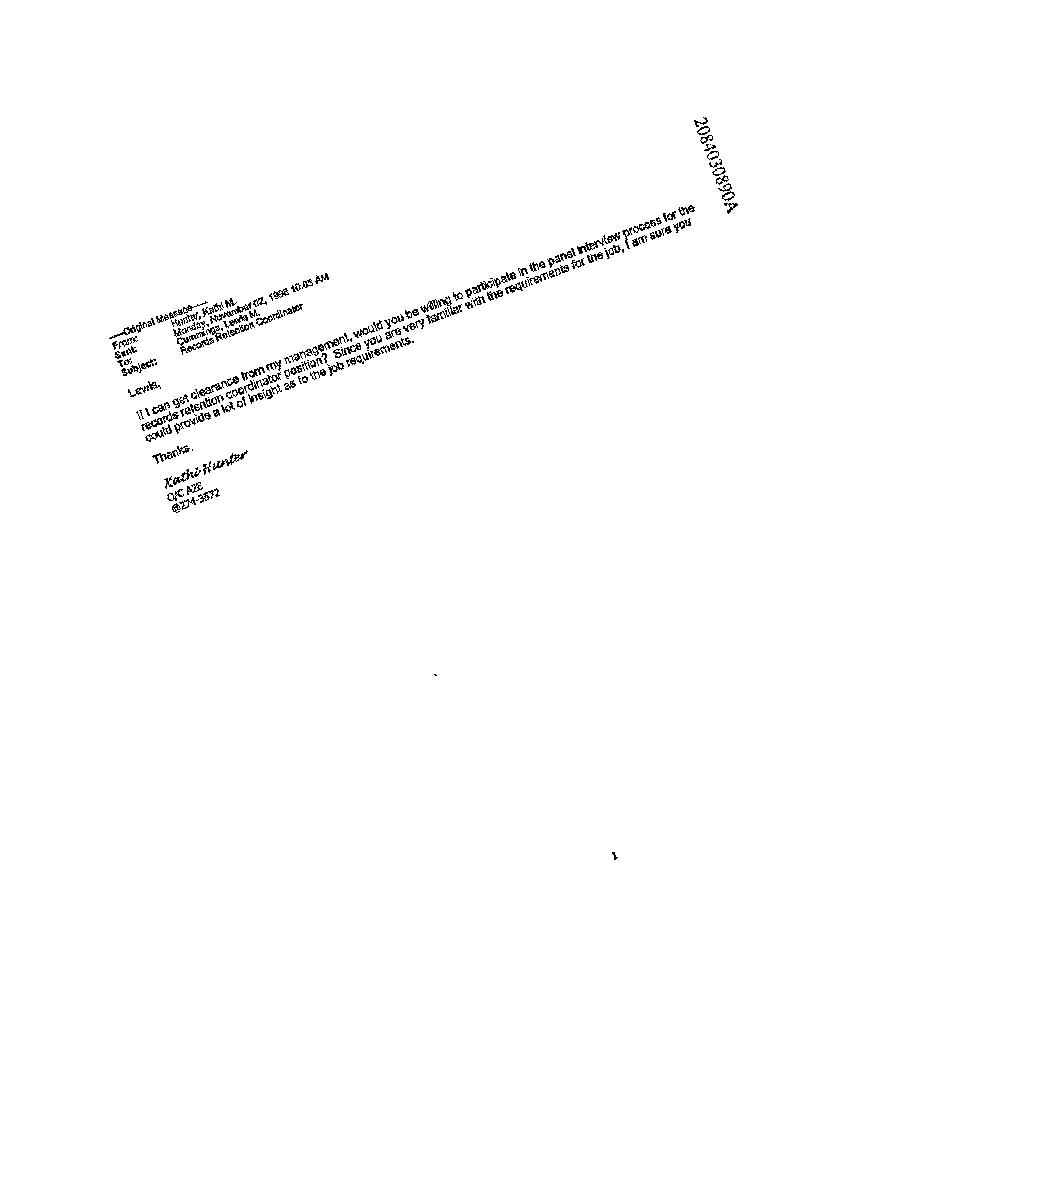 2084030890A
-----Original Message-----
From: Hunter, Kathi M.
Sent: Monday, November 02, 1998 10:05 AM
To: Cummings, Lewis M.
Subject: Records Retention Coordinator
Lewis,
If I can get clearance from my management, would you be willing to participate in the panel interview process for the
records retention coordinator position? Since you are very familiar with the requirements for the job, I am sure you
could provide a lot of insight as to the job requirements.
Thanks.
Kathi Hunter
O/C A2E
@274-3572
1